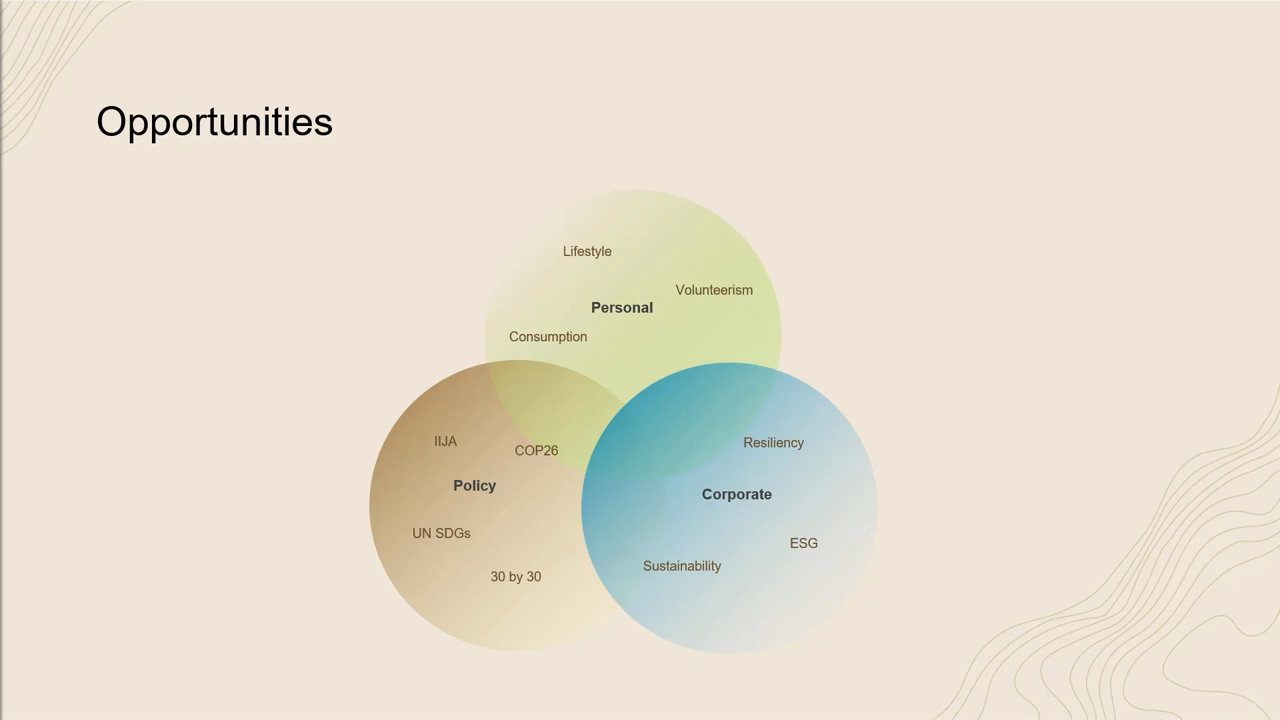 Opportunities
Lifestyle
Volunteerism
Personal
Consumption
IIJA
COP26
Policy
UN SDGs
30 by 30
Resiliency
Corporate
ESG
Sustainability